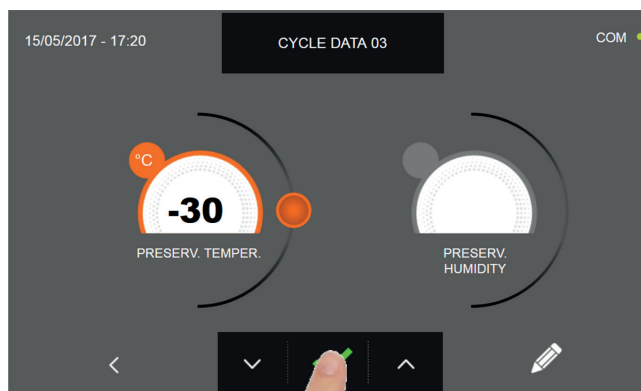 15/05/2017 - 17:20
CYCLE DATA 03
COM
°C
-30
PRESERV. TEMPER.
PRESERV.
HUMIDITY